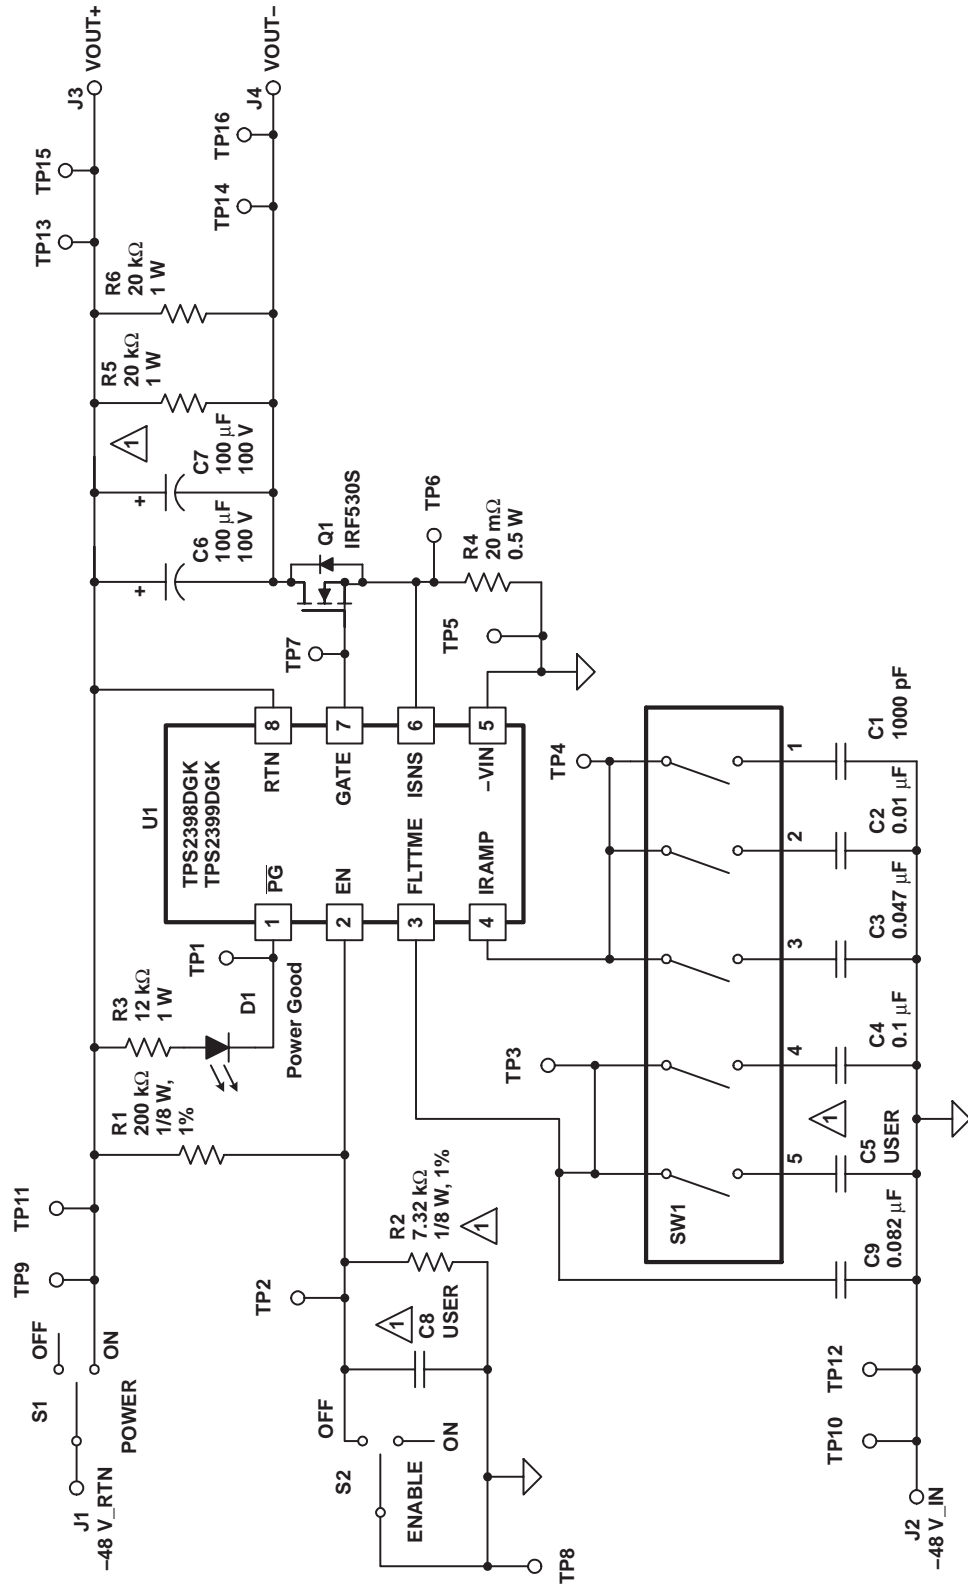 J1
−48 V_RTN
S1
OFF
ON
POWER
TP9
TP11
R1
200 kΩ
1/8 W,
1%
R3
12 kΩ
1 W
D1
Power Good
TP1
U1
TPS2398DGK
TPS2399DGK
1 PG
2 EN
3 FLTTME
4 IRAMP
RTN 8
GATE 7
ISNS 6
−VIN 5
TP7
Q1
IRF530S
+
C6
100 µF
100 V
+
C7
100 µF
100 V
1
R5
20 kΩ
1 W
R6
20 kΩ
1 W
TP13
TP15
J3
VOUT+
TP14
TP16
J4
VOUT−
TP6
R4
20 mΩ
0.5 W
TP5
S2
OFF
ON
ENABLE
TP8
TP2
1
C8
USER
R2
7.32 kΩ
1/8 W, 1%
1
TP3
TP4
SW1
5
4
3
2
1
J2
−48 V_IN
TP10
TP12
C9
0.082 µF
1
C5
USER
C4
0.1 µF
C3
0.047 µF
C2
0.01 µF
C1
1000 pF